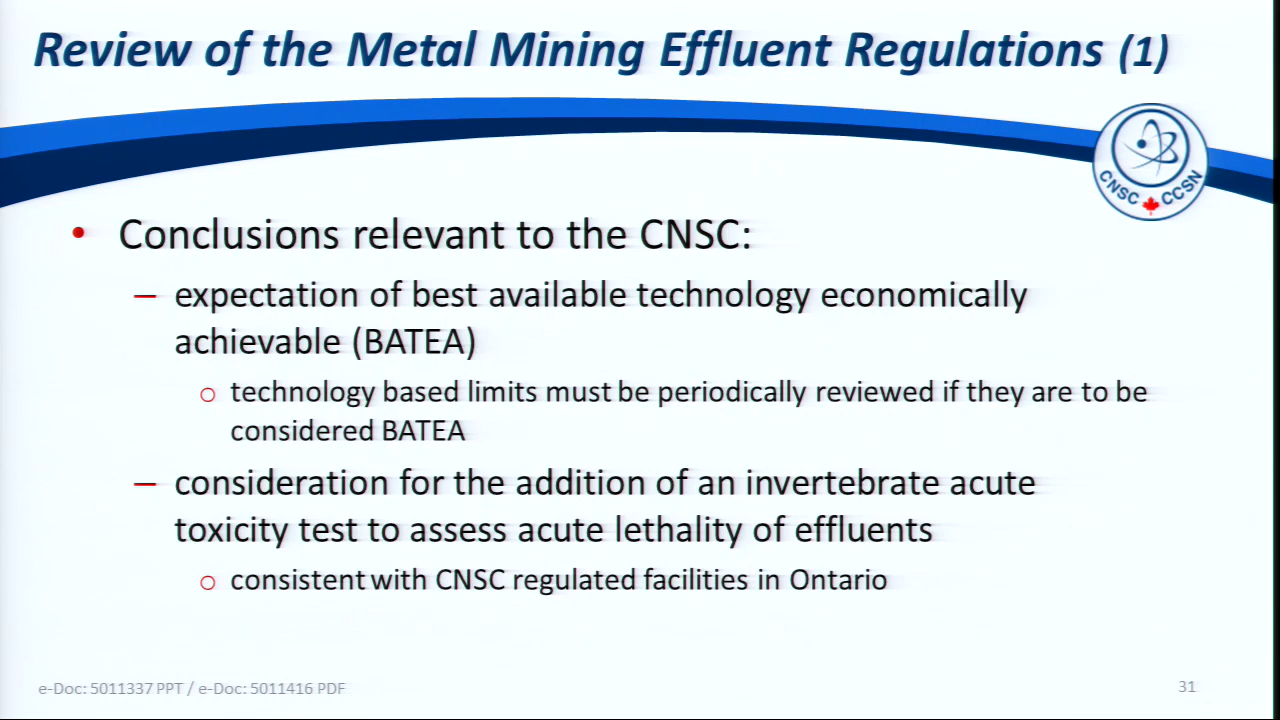 Review of the Metal Mining Effluent Regulations (1)
CNSC CCSN
• Conclusions relevant to the CNSC:
– expectation of best available technology economically
achievable (BATEA)
o technology based limits must be periodically reviewed if they are to be
considered BATEA
– consideration for the addition of an invertebrate acute
toxicity test to assess acute lethality of effluents
o consistent with CNSC regulated facilities in Ontario
e-Doc: 5011337 PPT / e-Doc: 5011416 PDF
31